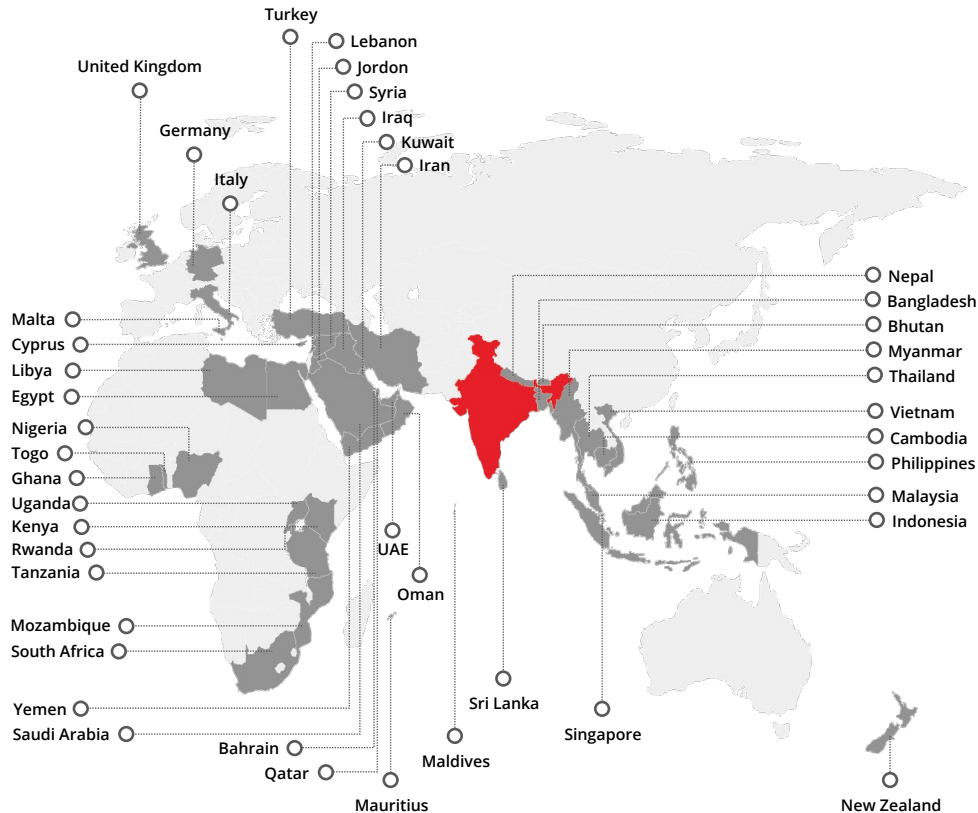 Turkey
Lebanon
Jordon
United Kingdom
Syria
Iraq
Germany
Kuwait
Iran
Italy
Nepal
Bangladesh
Malta
Bhutan
Cyprus
Myanmar
Libya
Thailand
Egypt
Vietnam
Nigeria
Cambodia
Togo
Philippines
Ghana
Malaysia
Uganda
Indonesia
Kenya
Rwanda
UAE
Tanzania
Oman
Mozambique
South Africa
Sri Lanka
Yemen
Saudi Arabia
Singapore
Bahrain
Maldives
Qatar
Mauritius
New Zealand